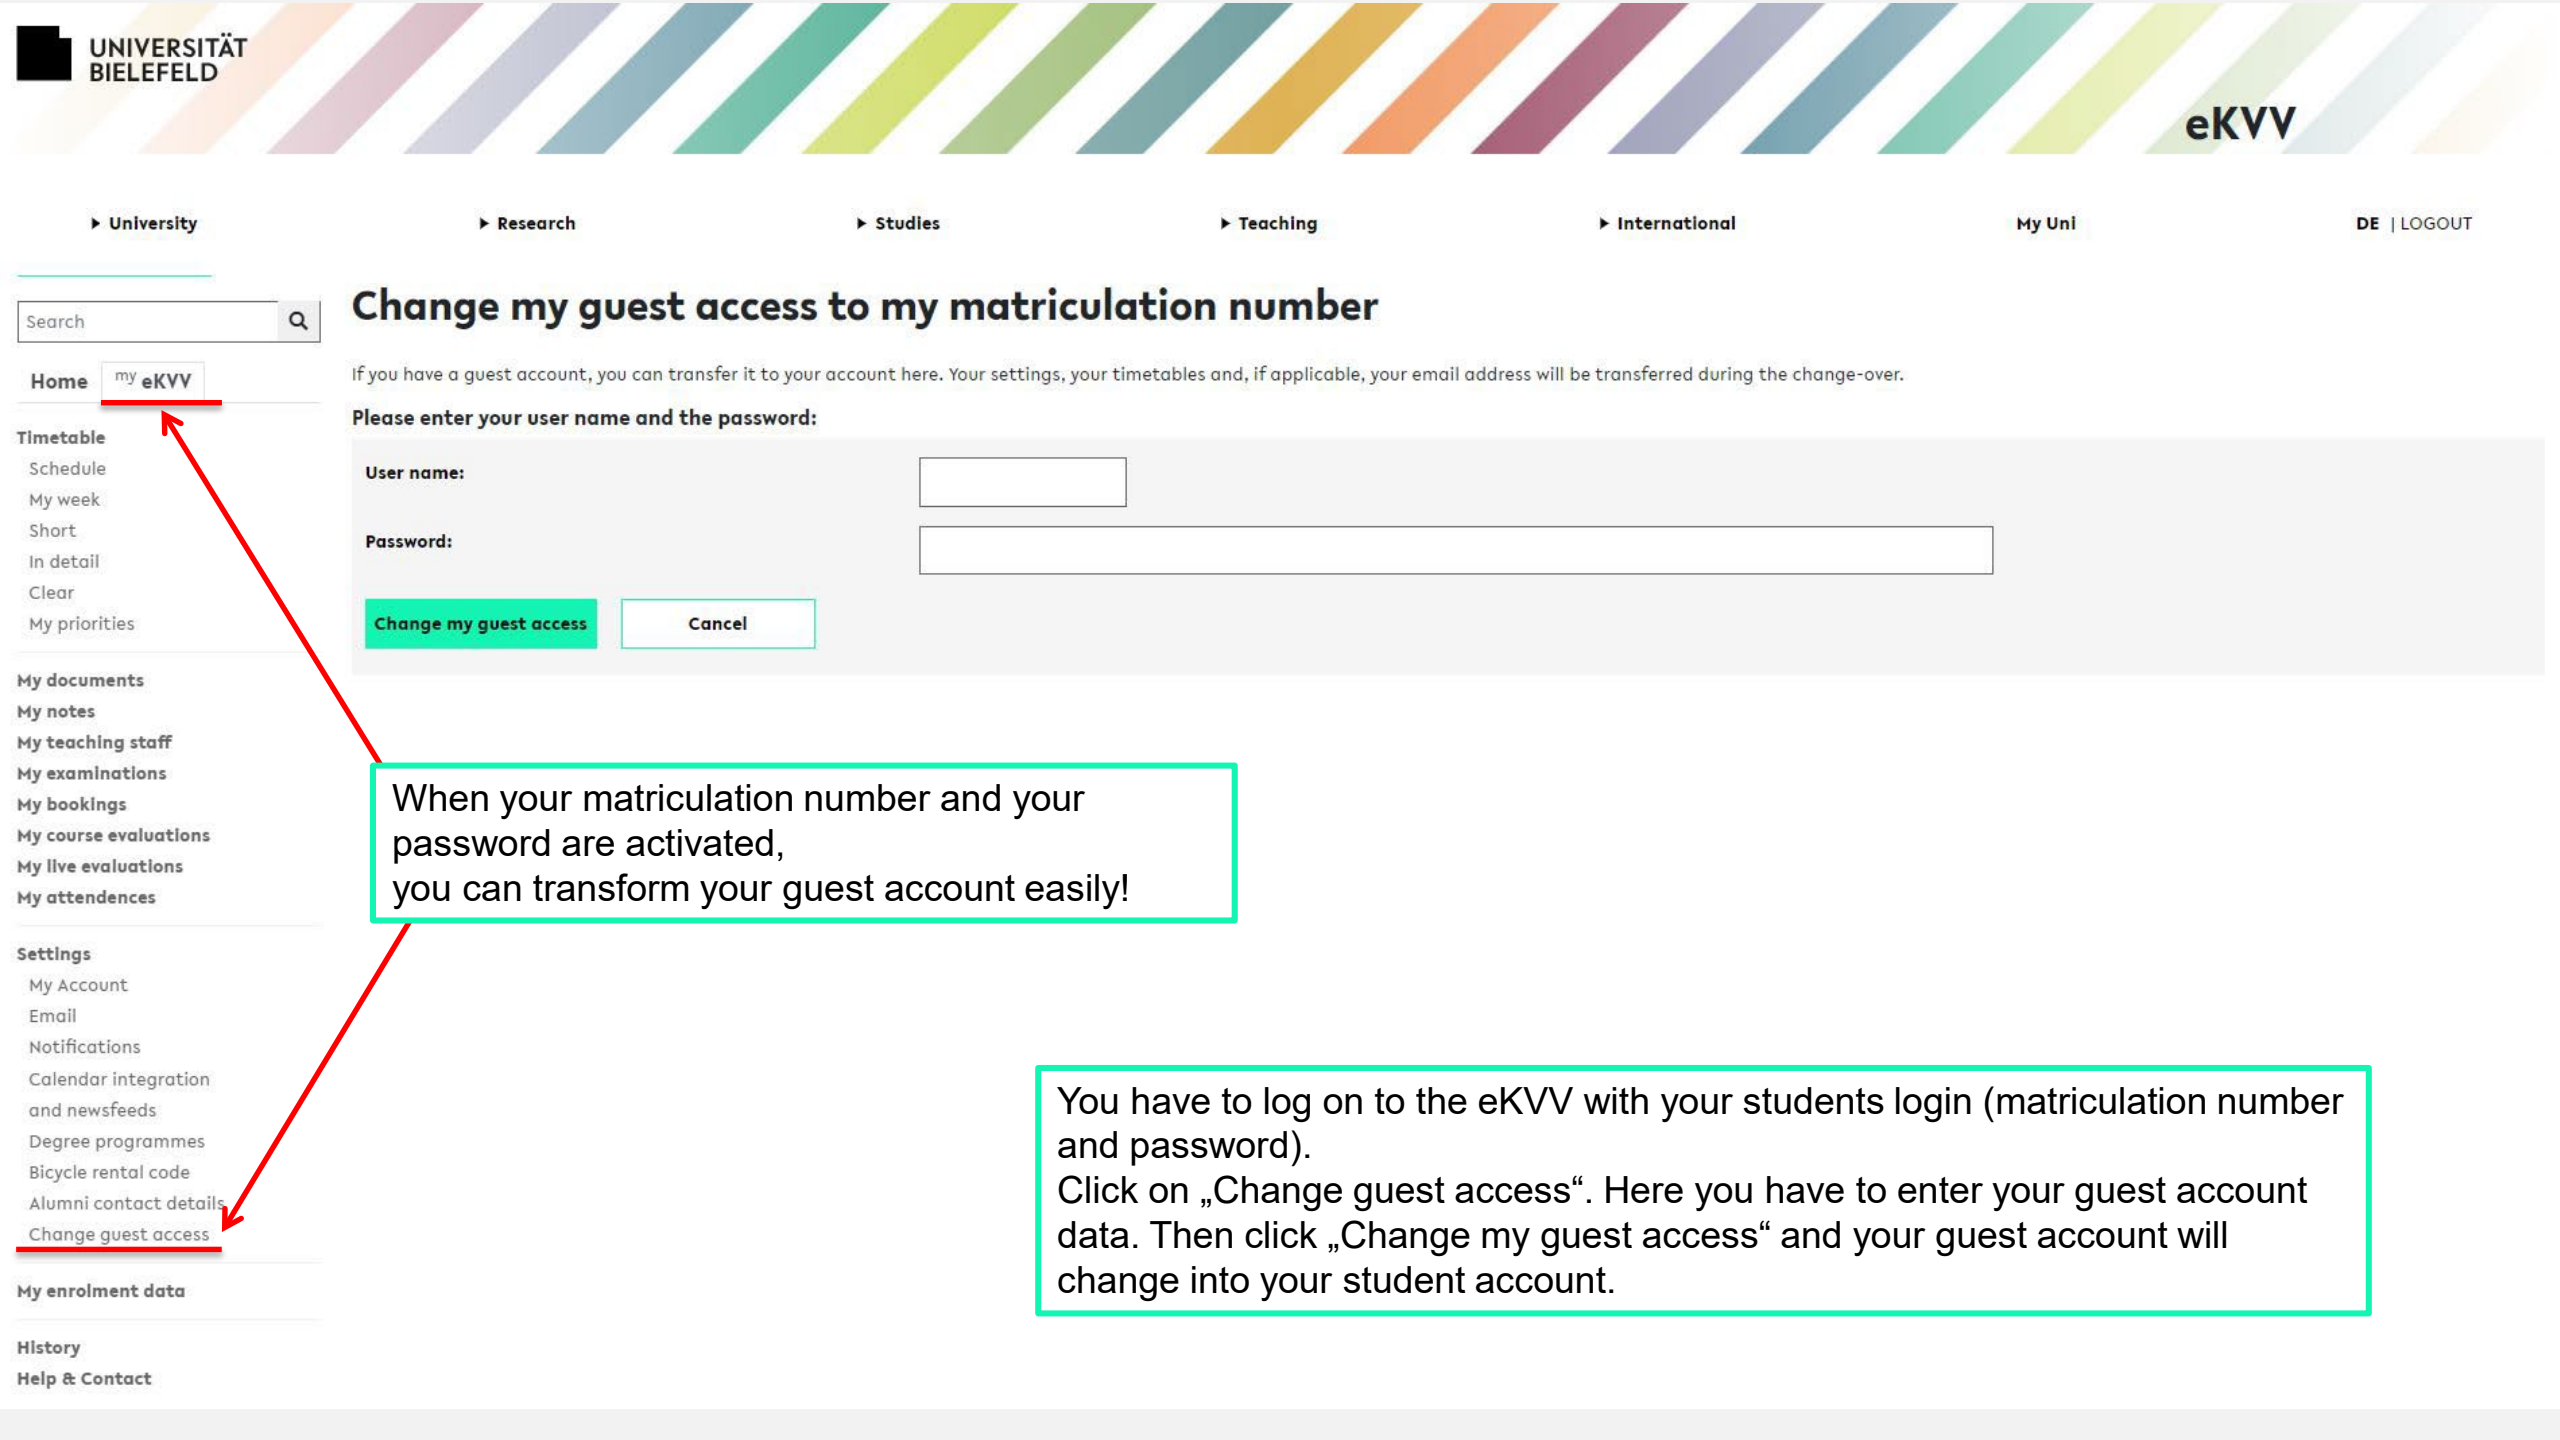 UNIVERSITÄT
BIELEFELD
eKVV
University
Research
Studies
Teaching
International
My Uni
DE | LOGOUT
Search
Home
my eKVV
Timetable
Schedule
My week
Short
In detail
Clear
My priorities
My documents
My notes
My teaching staff
My examinations
My bookings
My course evaluations
My live evaluations
My attendences
Settings
My Account
Email
Notifications
Calendar integration
and newsfeeds
Degree programmes
Bicycle rental code
Alumni contact details
Change guest access
My enrolment data
History
Help & Contact
Change my guest access to my matriculation number
If you have a guest account, you can transfer it to your account here. Your settings, your timetables and, if applicable, your email address will be transferred during the change-over.
Please enter your user name and the password:
User name:
Password:
Change my guest access
Cancel
When your matriculation number and your
password are activated,
you can transform your guest account easily!
You have to log on to the eKVV with your students login (matriculation number
and password).
Click on „Change guest access“. Here you have to enter your guest account
data. Then click „Change my guest access“ and your guest account will
change into your student account.